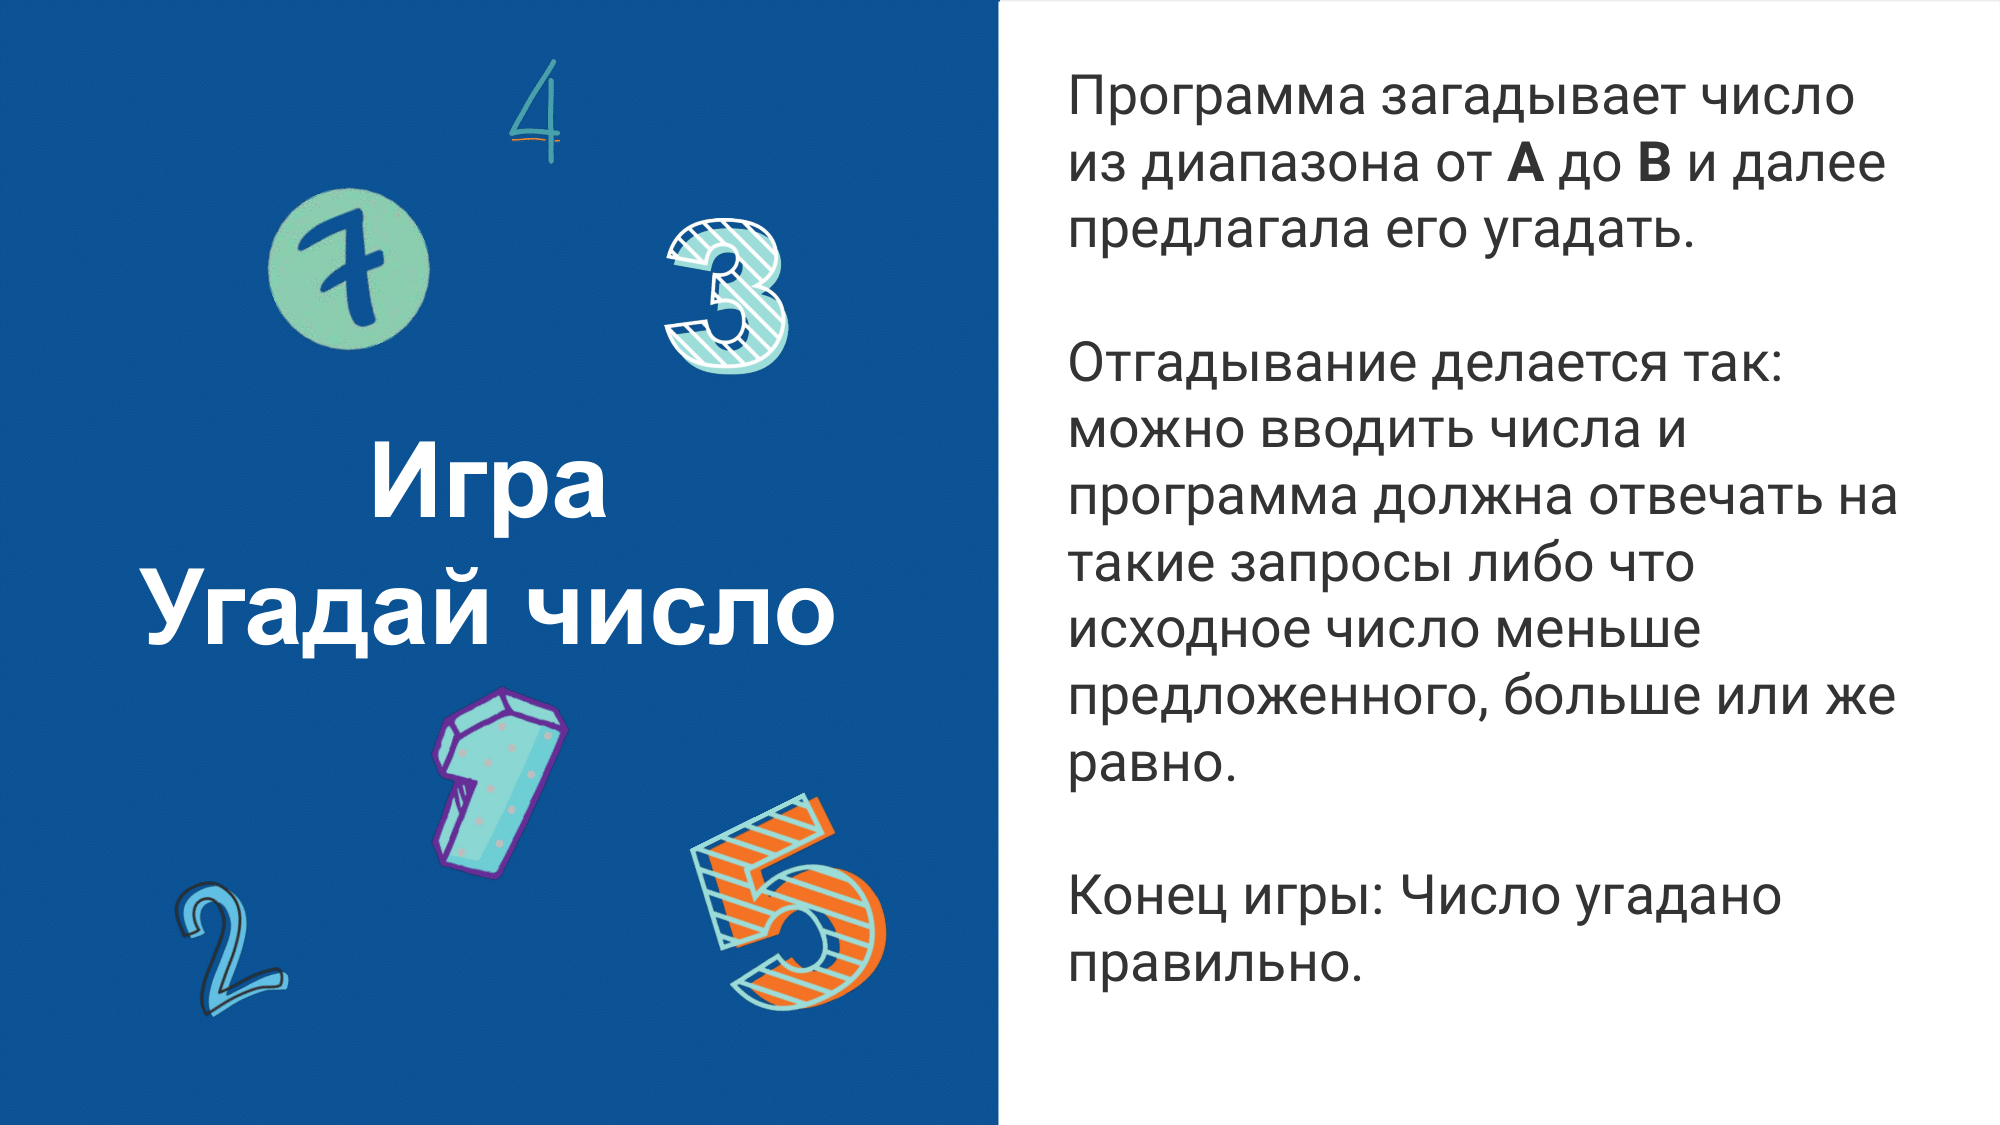 4
7
3
Игра
Угадай число
1
5
2
Программа загадывает число
из диапазона от A до B и далее
предлагала его угадать.
Отгадывание делается так:
можно вводить числа и
программа должна отвечать на
такие запросы либо что
исходное число меньше
предложенного, больше или же
равно.
Конец игры: Число угадано
правильно.